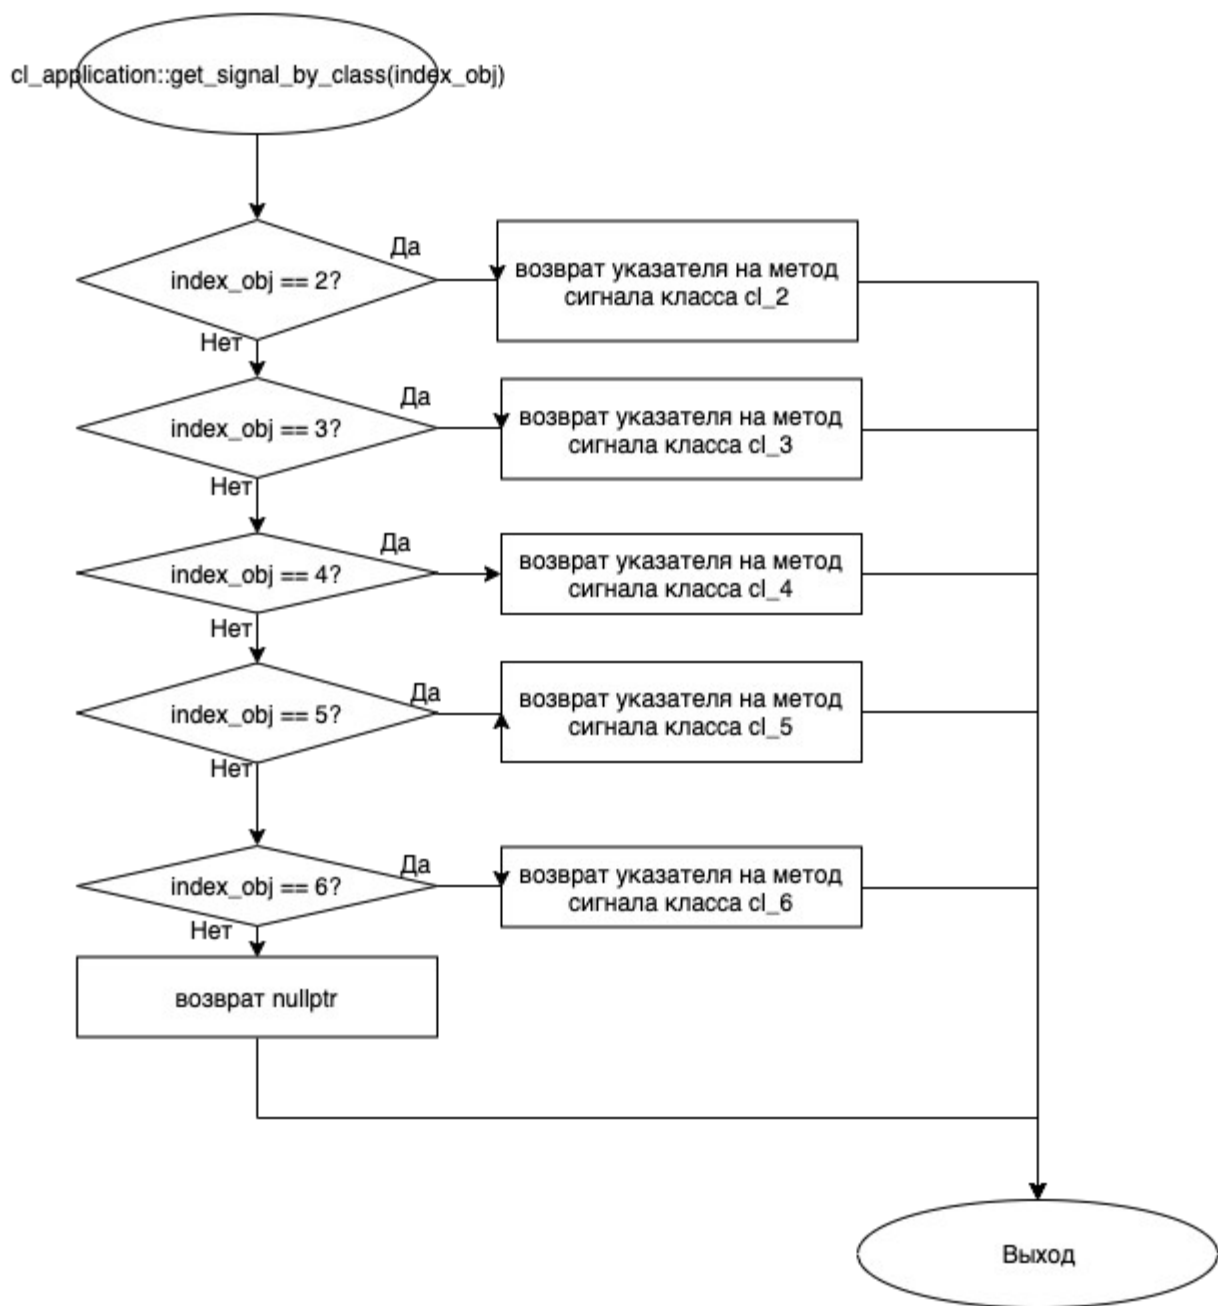 cl_application::get_signal_by_class(index_obj)
Да
index_obj == 2?
возврат указателя на метод
сигнала класса cl_2
Нет
Да
index_obj == 3?
возврат указателя на метод
сигнала класса cl_3
Нет
Да
index_obj == 4?
возврат указателя на метод
сигнала класса cl_4
Нет
Да
index_obj == 5?
возврат указателя на метод
сигнала класса cl_5
Нет
Да
index_obj == 6?
возврат указателя на метод
сигнала класса cl_6
Нет
возврат nullptr
Выход